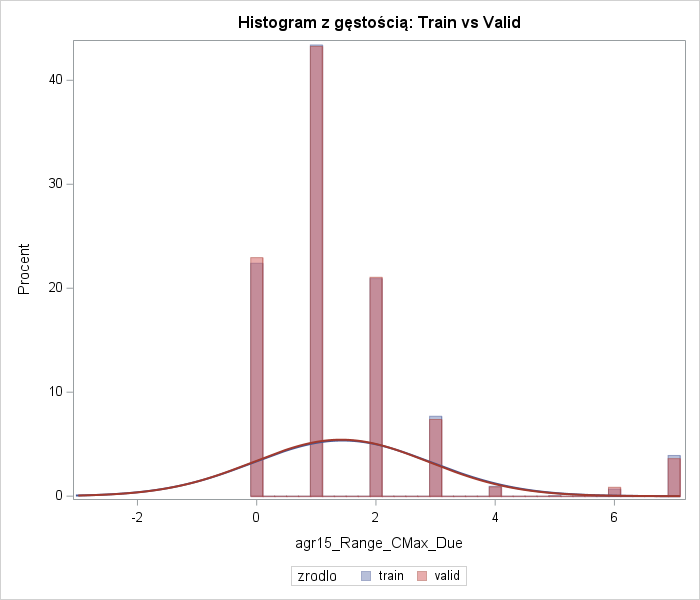 Histogram z gęstością: Train vs Valid
Procent
40
30
20
10
0
-2
0
2
4
6
agr15_Range_CMax_Due
zrodlo train valid